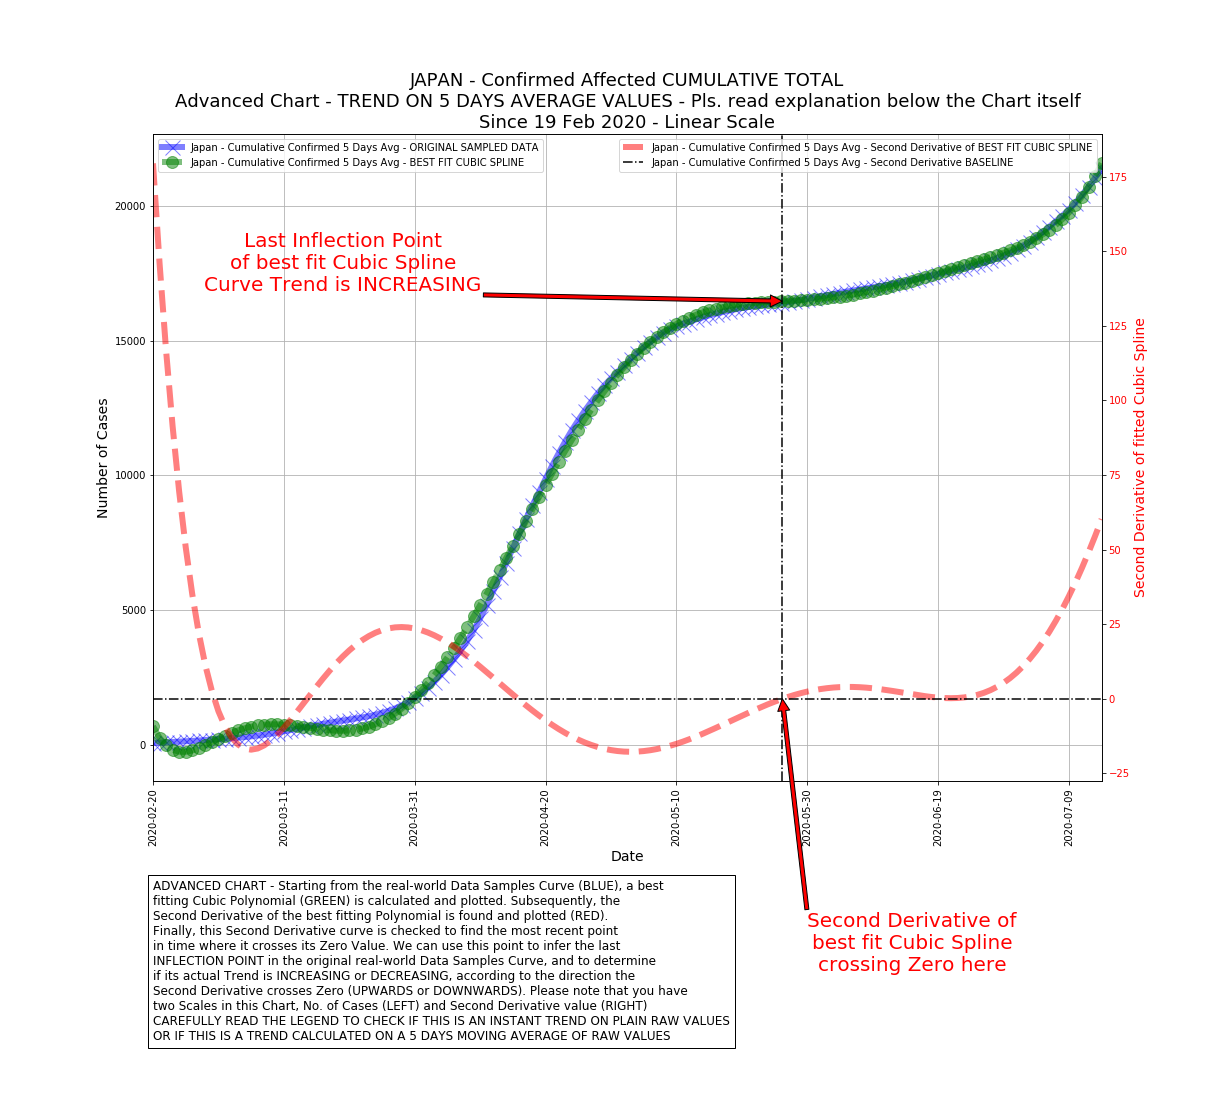 JAPAN - Confirmed Affected CUMULATIVE TOTAL
Advanced Chart - TREND ON 5 DAYS AVERAGE VALUES - Pls. read explanation below the Chart itself
Since 19 Feb 2020 - Linear Scale
Japan - Cumulative Confirmed 5 Days Avg - ORIGINAL SAMPLED DATA
Japan - Cumulative Confirmed 5 Days Avg - BEST FIT CUBIC SPLINE
Japan - Cumulative Confirmed 5 Days Avg - Second Derivative of BEST FIT CUBIC SPLINE
Japan - Cumulative Confirmed 5 Days Avg - Second Derivative BASELINE
Last Inflection Point
of best fit Cubic Spline
Curve Trend is INCREASING
Number of Cases
20000
15000
10000
5000
0
175
150
125
100
75
50
25
0
−25
Second Derivative of fitted Cubic Spline
2020-02-20
2020-03-11
2020-03-31
2020-04-20
2020-05-10
2020-05-30
2020-06-19
2020-07-09
Date
Second Derivative of
best fit Cubic Spline
crossing Zero here
ADVANCED CHART - Starting from the real-world Data Samples Curve (BLUE), a best
fitting Cubic Polynomial (GREEN) is calculated and plotted. Subsequently, the
Second Derivative of the best fitting Polynomial is found and plotted (RED).
Finally, this Second Derivative curve is checked to find the most recent point
in time where it crosses its Zero Value. We can use this point to infer the last
INFLECTION POINT in the original real-world Data Samples Curve, and to determine
if its actual Trend is INCREASING or DECREASING, according to the direction the
Second Derivative crosses Zero (UPWARDS or DOWNWARDS). Please note that you have
two Scales in this Chart, No. of Cases (LEFT) and Second Derivative value (RIGHT)
CAREFULLY READ THE LEGEND TO CHECK IF THIS IS AN INSTANT TREND ON PLAIN RAW VALUES
OR IF THIS IS A TREND CALCULATED ON A 5 DAYS MOVING AVERAGE OF RAW VALUES